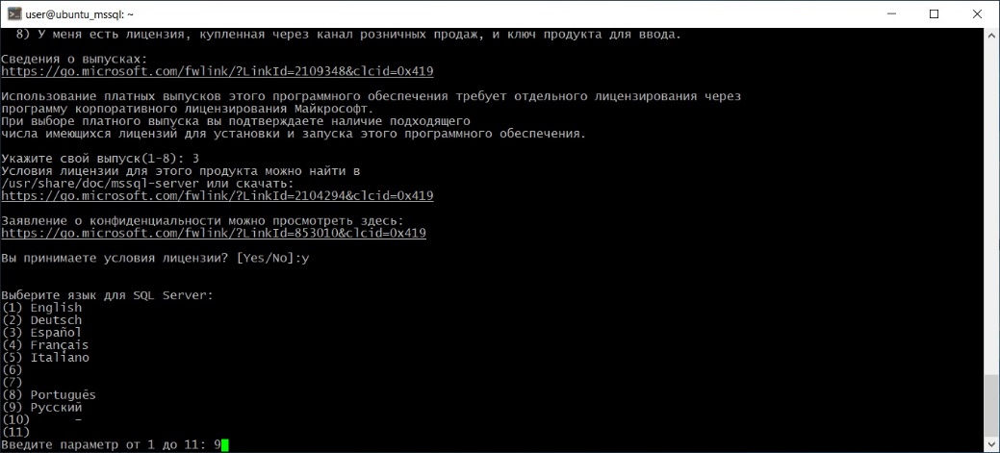 user@ubuntu_mssql: ~
8) У меня есть лицензия, купленная через канал розничных продаж, и ключ продукта для ввода.
Сведения о выпусках:
https://go.microsoft.com/fwlink/?LinkId=2109348&clcid=0x419
Использование платных выпусков этого программного обеспечения требует отдельного лицензирования через
программу корпоративного лицензирования Майкрософт.
При выборе платного выпуска вы подтверждаете наличие подходящего
числа имеющихся лицензий для установки и запуска этого программного обеспечения.
Укажите свой выпуск(1-8): 3
Условия лицензии для этого продукта можно найти в
/usr/share/doc/mssql-server или скачать:
https://go.microsoft.com/fwlink/?LinkId=2104294&clcid=0x419
Заявление о конфиденциальности можно просмотреть здесь:
https://go.microsoft.com/fwlink/?LinkId=853010&clcid=0x419
Вы принимаете условия лицензии? [Yes/No]:y
Выберите язык для SQL Server:
(1) English
(2) Deutsch
(3) Español
(4) Français
(5) Italiano
(6)
(7)
(8) Português
(9) Русский
(10) –
(11)
Введите параметр от 1 до 11: 9